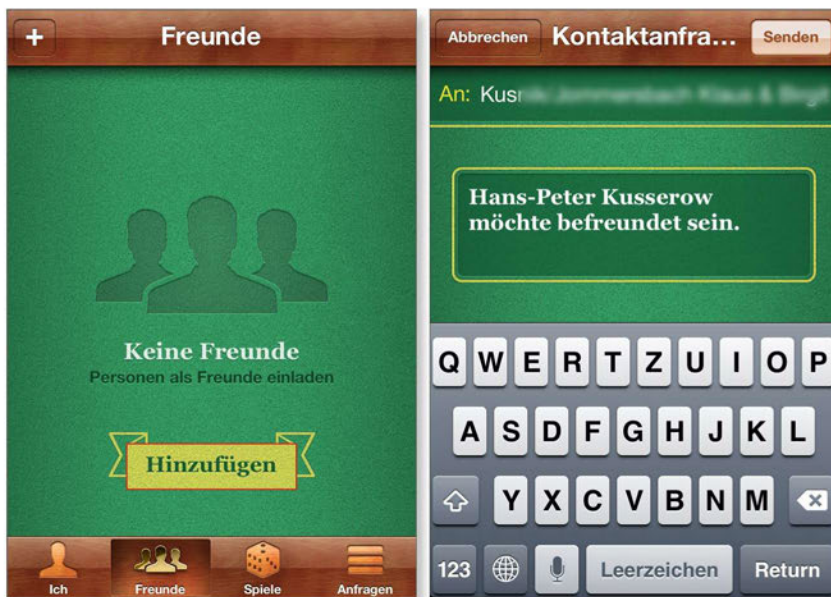 +
Freunde
Keine Freunde
Personen als Freunde einladen
Hinzufügen
Ich
Freunde
Spiele
Anfragen
Abbrechen
Kontaktanfra...
Senden
An:
Hans-Peter Kusserow
möchte befreundet sein.
Q W E R T Z U I O P
A S D F G H J K L
Y X C V B N M
123
Leerzeichen
Return